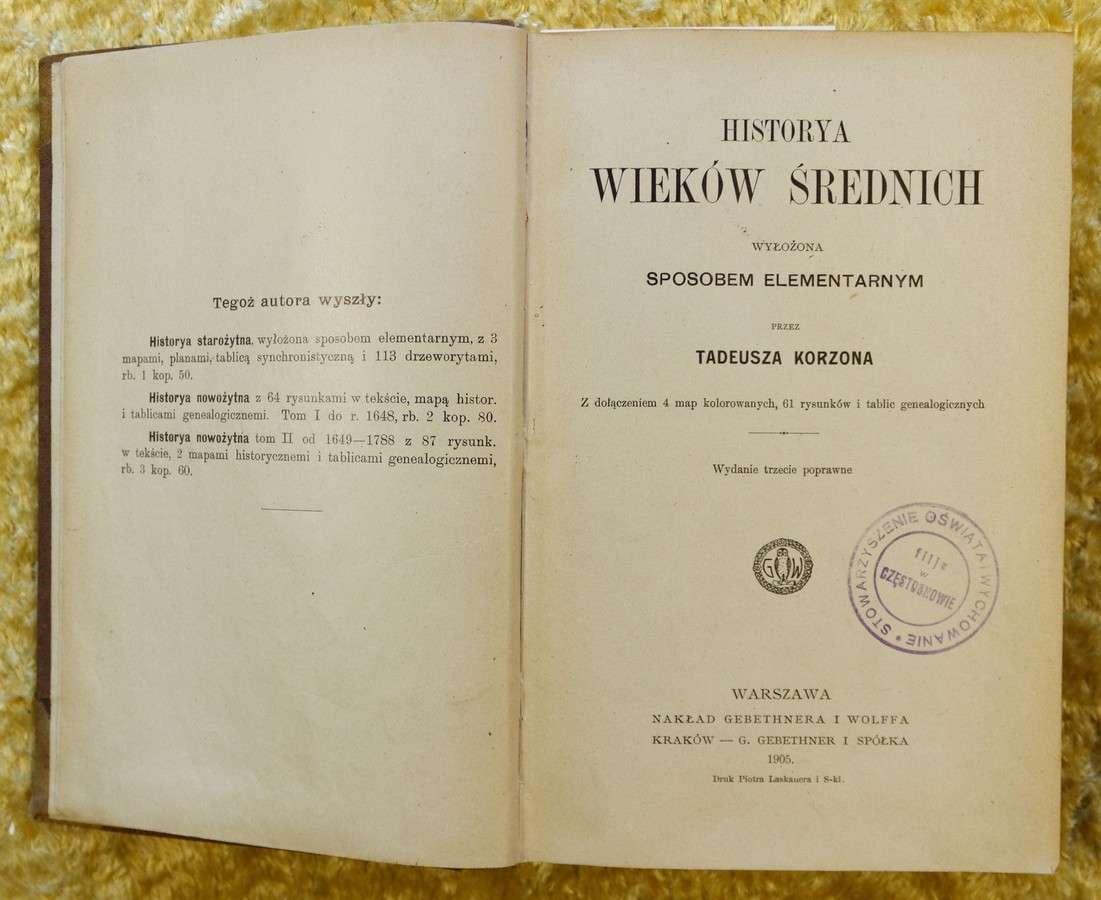 Tegoż autora wyszły:
Historya starożytna, wyłożona sposobem elementarnym, z 3
mapami, planami, tablicą synchronistyczną i 113 drzeworytami,
rb. 1 kop. 50.
Historya nowożytna z 64 rysunkami w tekście, mapą histor.
i tablicami genealogicznemi. Tom I do r. 1648, rb. 2 kop. 80.
Historya nowożytna tom II od 1649—1788 z 87 rysunk.
w tekście, 2 mapami historycznemi i tablicami genealogicznemi,
rb. 3 kop. 60.
HISTORYA
WIEKÓW ŚREDNICH
WYŁOŻONA
SPOSOBEM ELEMENTARNYM
PRZEZ
TADEUSZA KORZONA
Z dołączeniem 4 map kolorowanych, 61 rysunków i tablic genealogicznych
Wydanie trzecie poprawne
G W
STOWARZYSZENIE OŚWIATA I WYCHOWANIE *
filja
w
CZĘSTOCHOWIE
WARSZAWA
NAKŁAD GEBETHNERA I WOLFFA
KRAKÓW — G. GEBETHNER I SPÓŁKA
1905.
Druk Piotra Laskauera i S-ki.